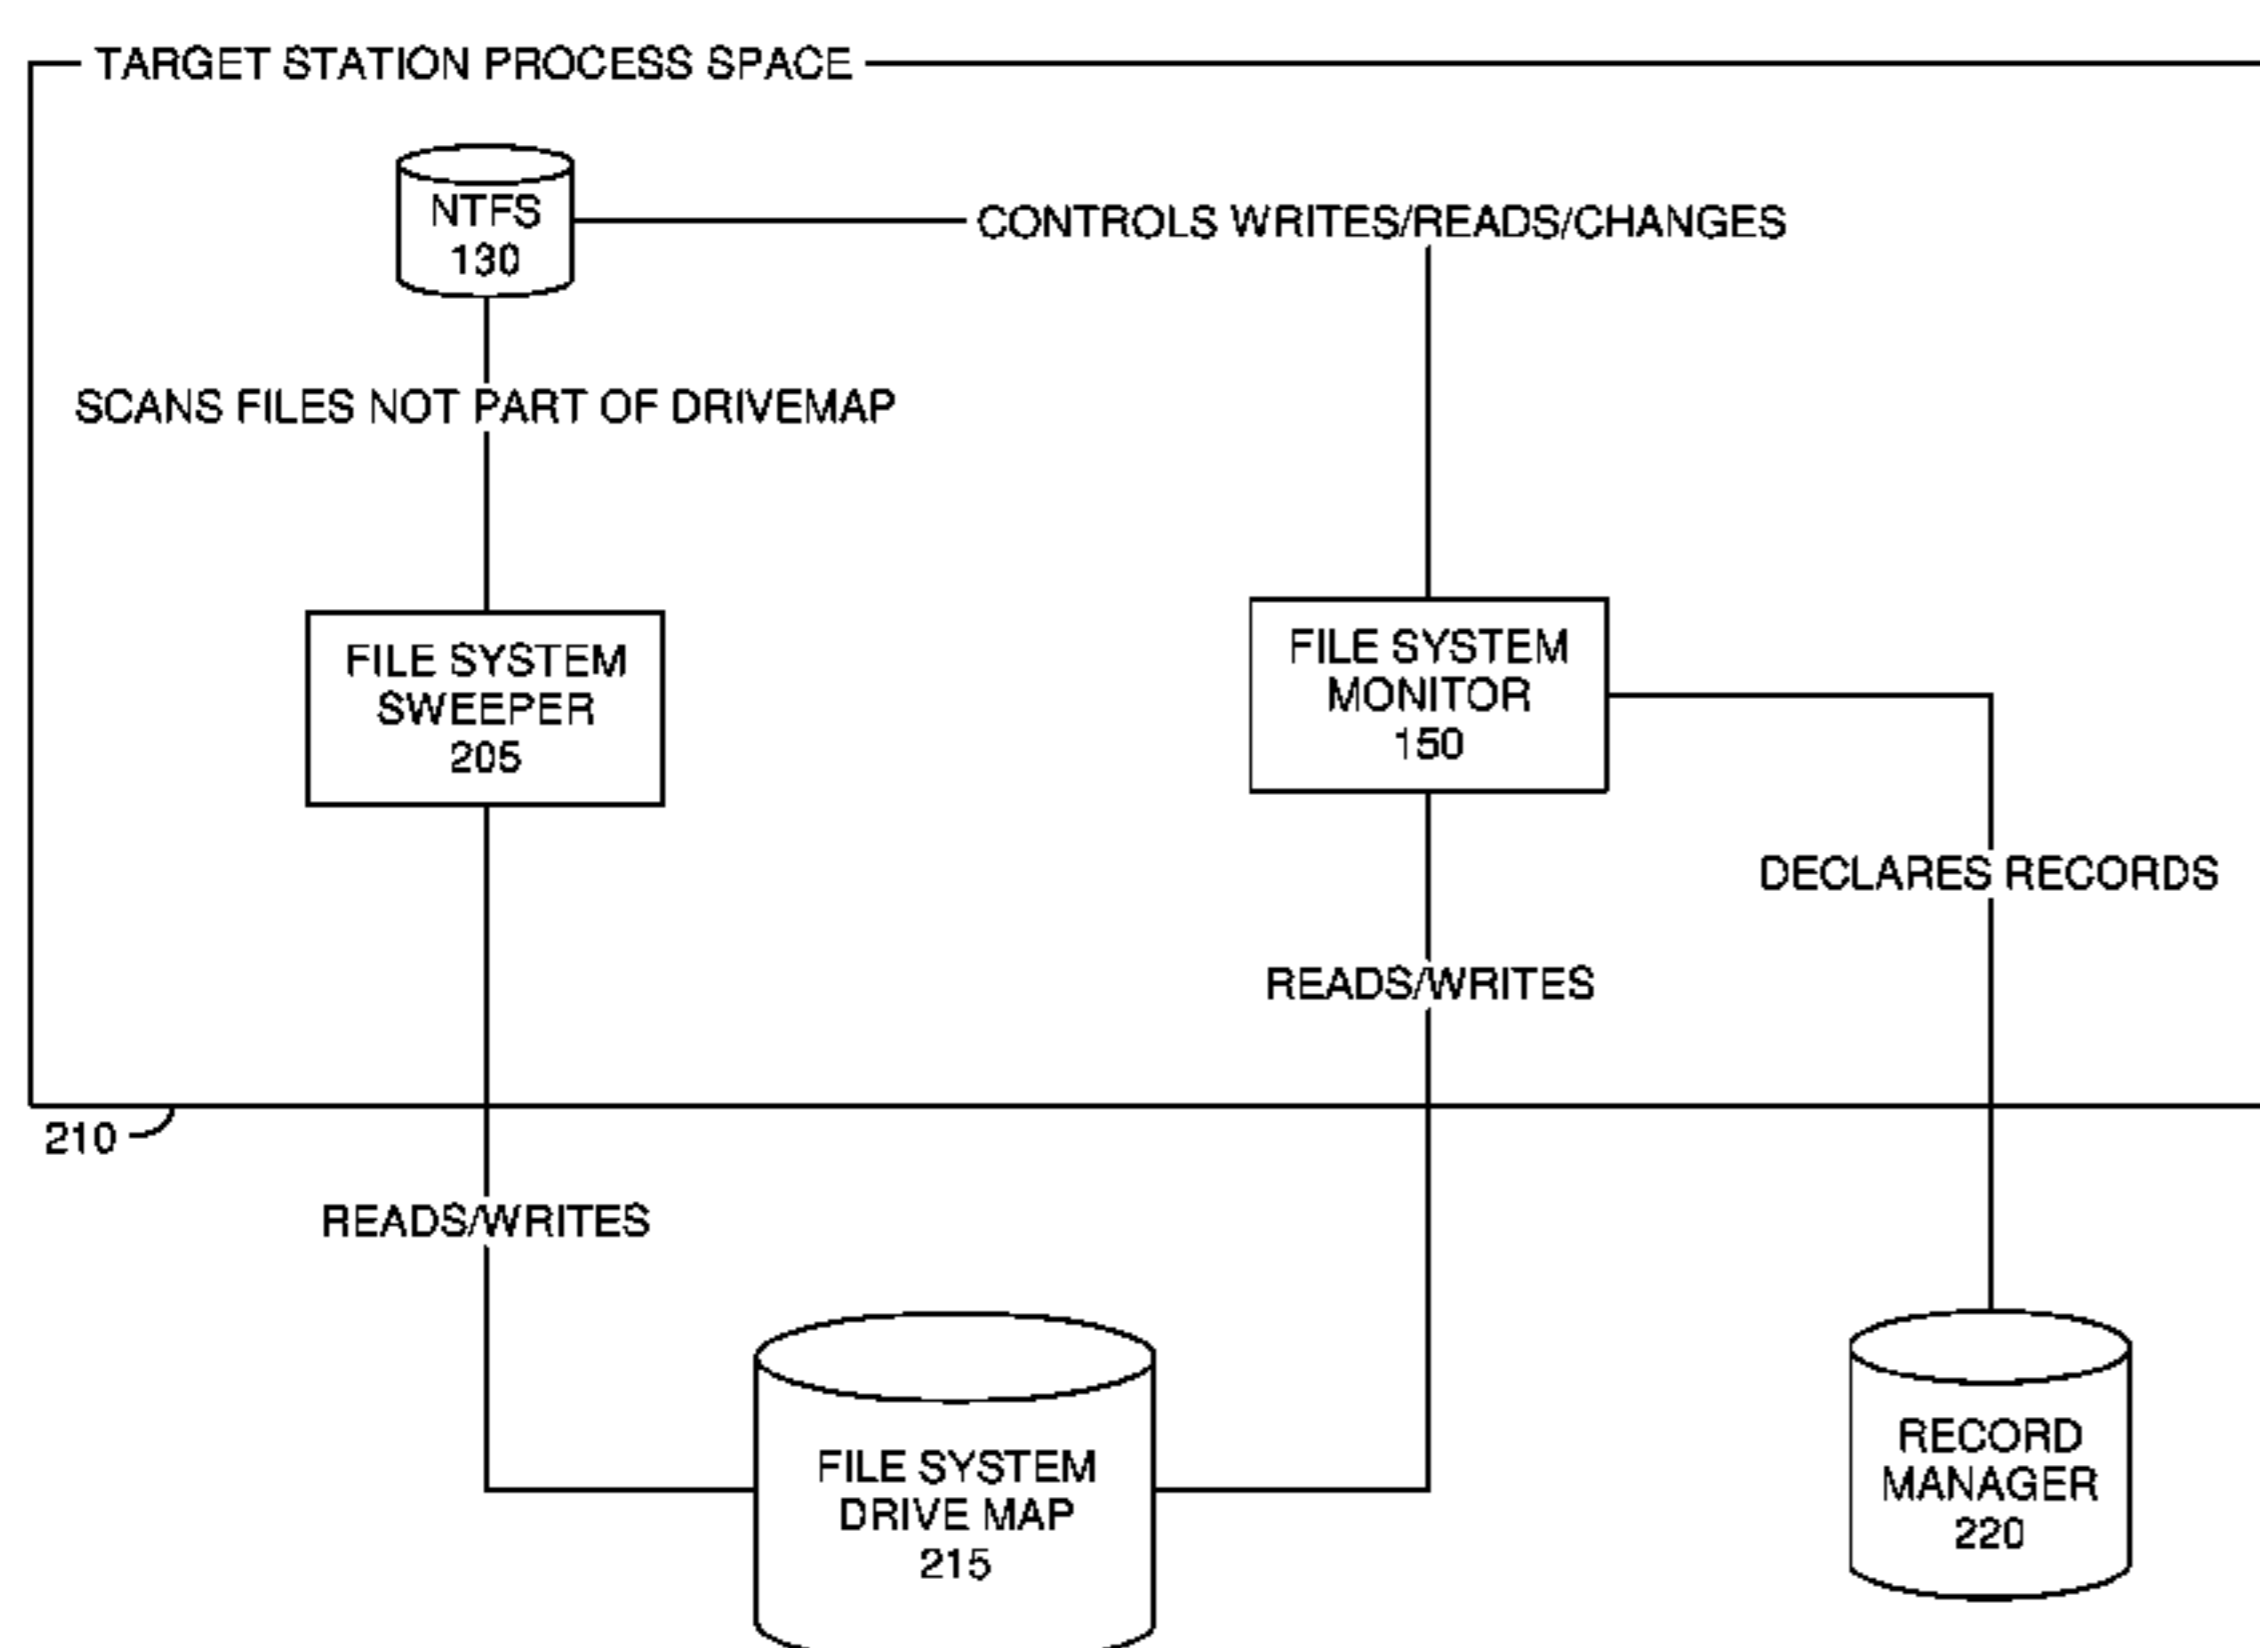 TARGET STATION PROCESS SPACE
NTFS
130
CONTROLS WRITES/READS/CHANGES
SCANS FILES NOT PART OF DRIVEMAP
FILE SYSTEM
SWEEPER
205
FILE SYSTEM
MONITOR
150
DECLARES RECORDS
READS/WRITES
210
READS/WRITES
FILE SYSTEM
DRIVE MAP
215
RECORD
MANAGER
220